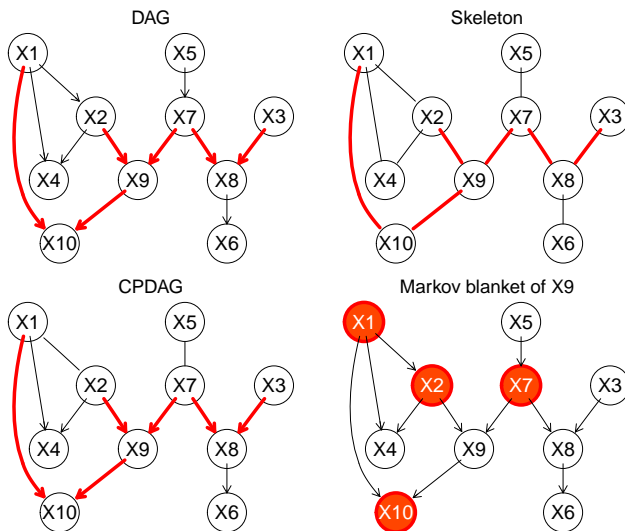 DAG
X1
X5
X2
X7
X3
X4
X9
X8
X10
X6
Skeleton
X1
X5
X2
X7
X3
X4
X9
X8
X10
X6
CPDAG
X1
X5
X2
X7
X3
X4
X9
X8
X10
X6
Markov blanket of X9
X1
X5
X2
X7
X3
X4
X9
X8
X10
X6